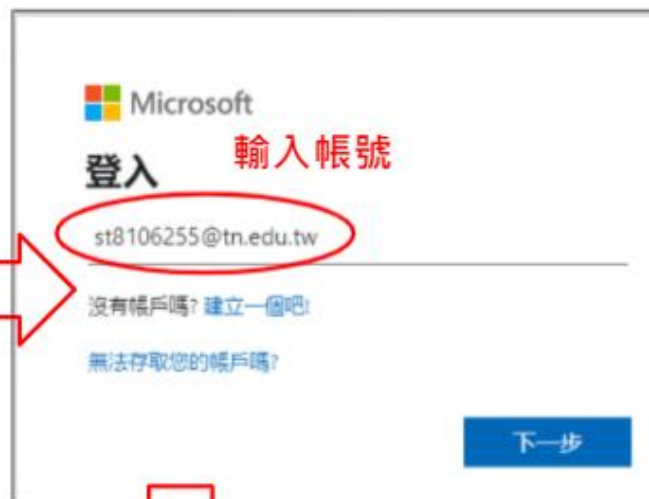 Microsoft
登入
輸入帳號
st8106255@tn.edu.tw
沒有帳戶嗎? 建立一個吧!
無法存取您的帳戶嗎?
下一步